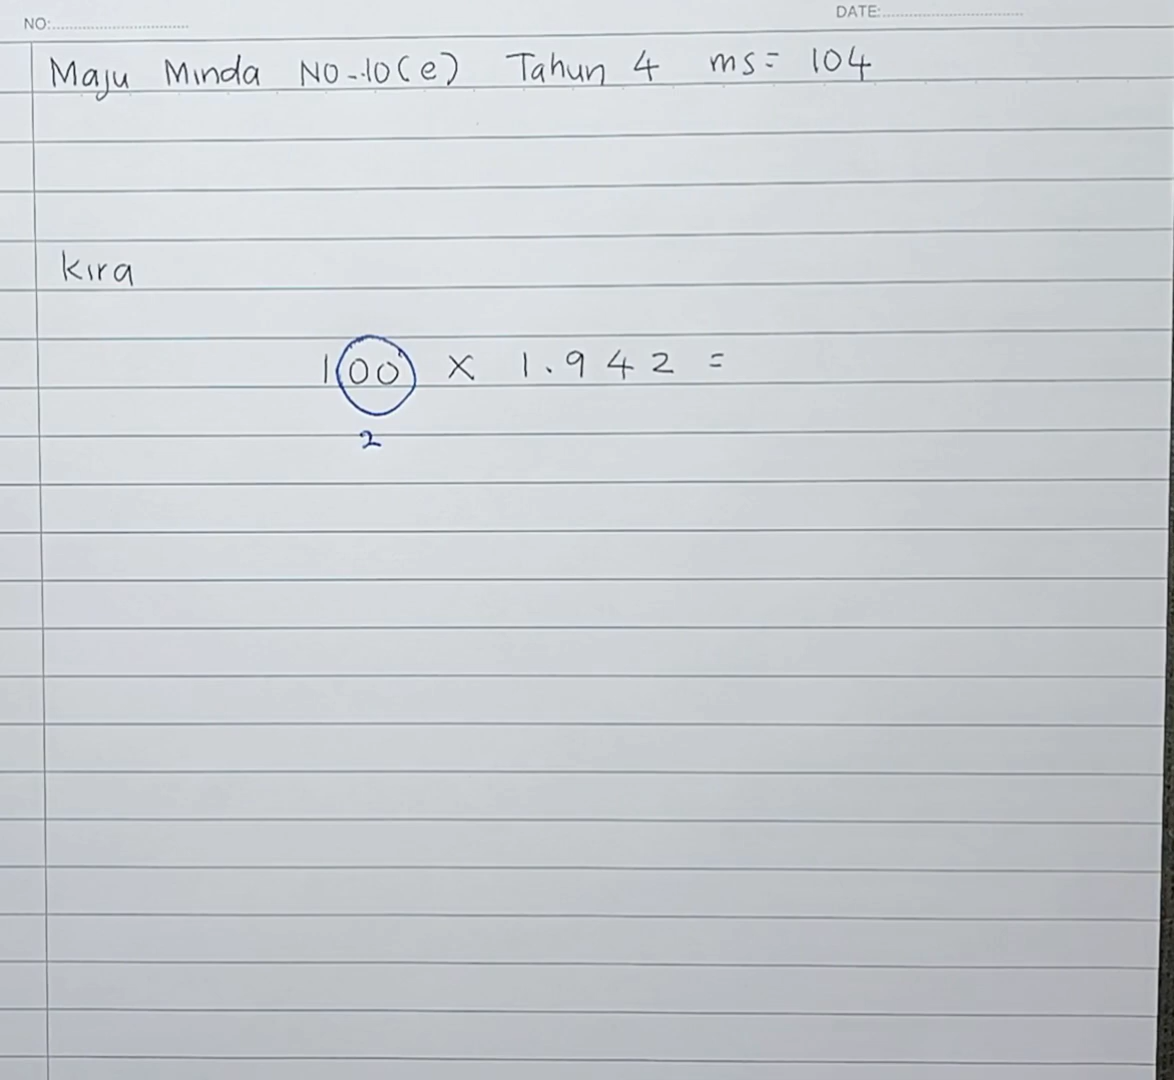 NO:
DATE:
Maju Minda NO-10(e) Tahun 4 ms= 104
kira
100 x 1.942 =
2